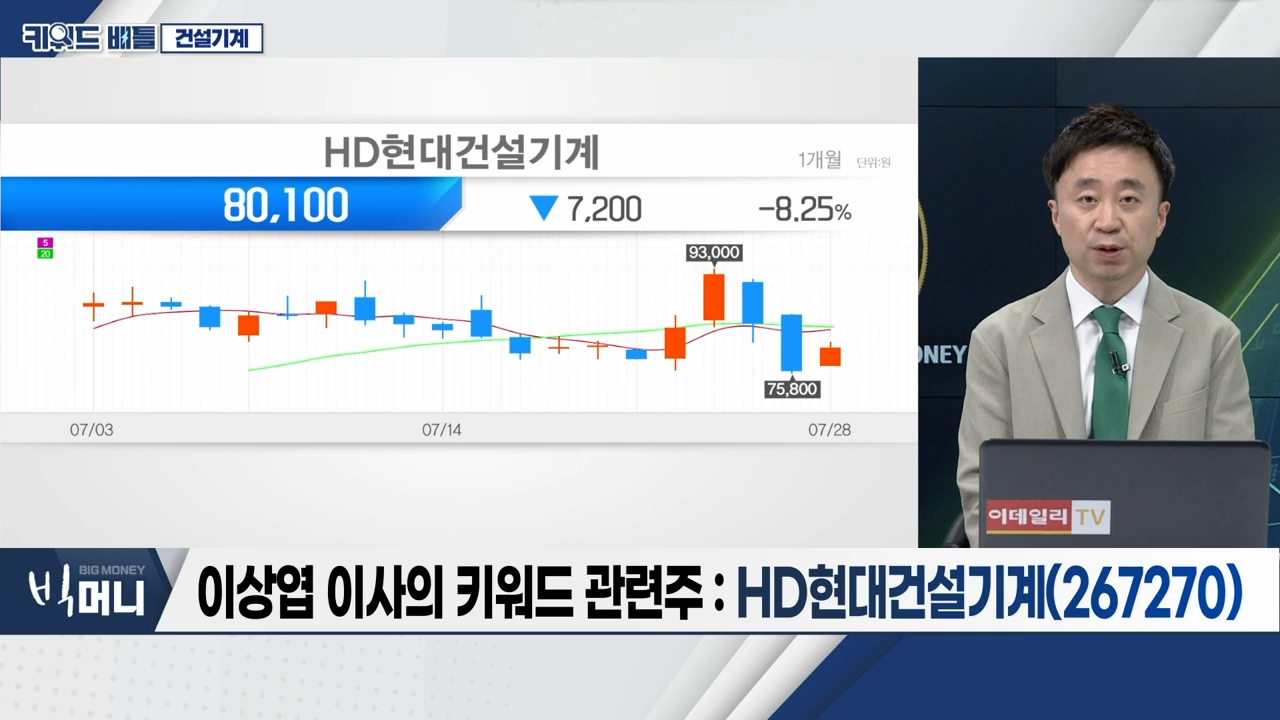 키워드 배틀 건설기계
HD현대건설기계
1개월 단위:원
80,100 ▼ 7,200 -8.25%
5
20
93,000
75,800
07/03 07/14 07/28
ONEY
이데일리 TV
BIG MONEY
빅머니
이상엽 이사의 키워드 관련주 : HD현대건설기계(267270)